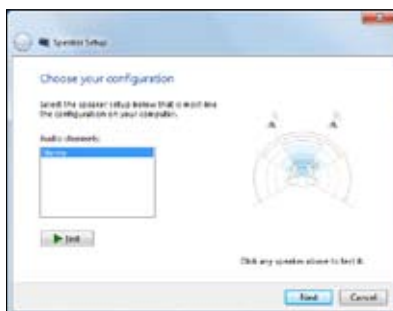 Speaker Setup
Choose your configuration
Select the speaker setup below that is most like
the configuration on your computer.
Audio channels:
Stereo
Test
Click any speaker above to test it.
Next
Cancel